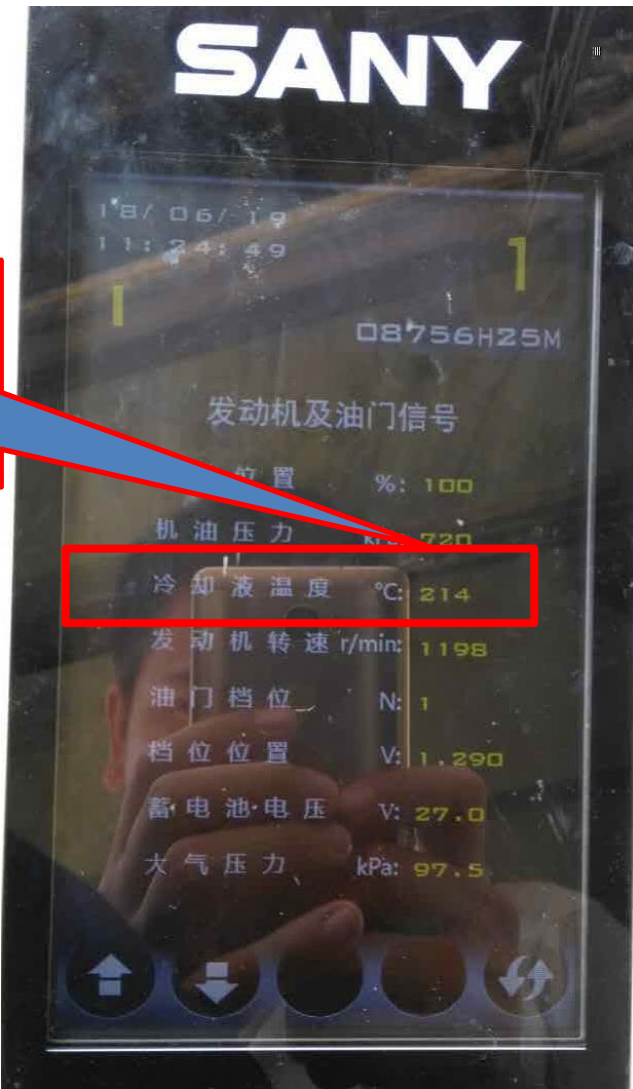 SANY
18/06/19
11:24:49
1
08756H25M
发动机及油门信号
位置 %: 100
机油压力 720
冷却液温度 ℃: 214
发动机转速 r/min: 1198
油门档位 N: 1
档位位置 V: 1.290
蓄电池电压 V: 27.0
大气压力 kPa: 97.5